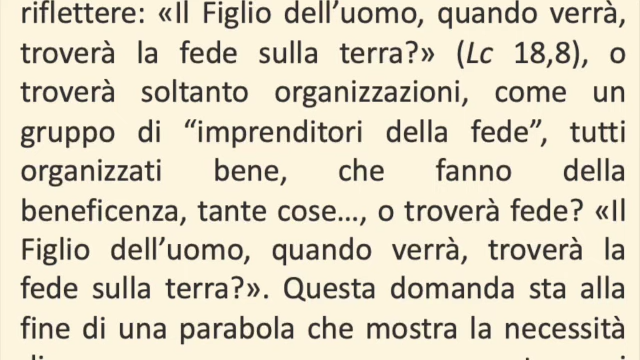 riflettere: «Il Figlio dell’uomo, quando verrà,
troverà la fede sulla terra?» (Lc 18,8), o
troverà soltanto organizzazioni, come un
gruppo di “imprenditori della fede”, tutti
organizzati bene, che fanno della
beneficenza, tante cose…, o troverà fede? «Il
Figlio dell’uomo, quando verrà, troverà la
fede sulla terra?». Questa domanda sta alla
fine di una parabola che mostra la necessità